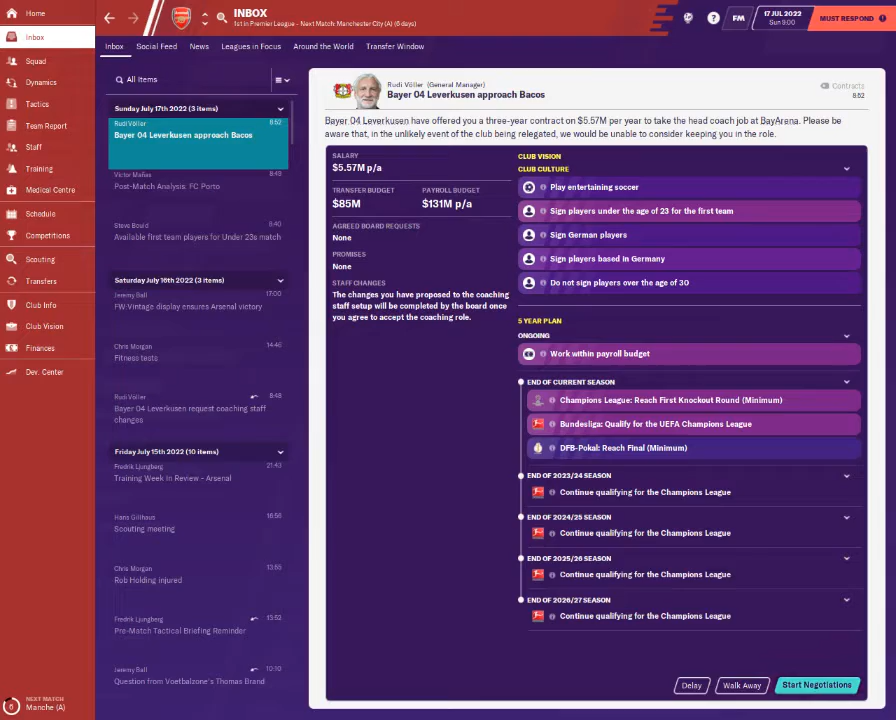 Home
Inbox
Squad
Dynamics
Tactics
Team Report
Staff
Training
Medical Centre
Schedule
Competitions
Scouting
Transfers
Club Info
Club Vision
Finances
Dev. Center
6
NEXT MATCH
Manche (A)
INBOX
1st in Premier League - Next Match: Manchester City (A) (6 days)
?
FM
17 JUL 2022
Sun 9:00
MUST RESPOND
Inbox
Social Feed
News
Leagues in Focus
Around the World
Transfer Window
All Items
Sunday July 17th 2022 (3 items)
Rudi Völler 8:52
Bayer 04 Leverkusen approach Bacos
Victor Mañas 8:49
Post-Match Analysis: FC Porto
Steve Bould 8:40
Available first team players for Under 23s match
Saturday July 16th 2022 (3 items)
Jeremy Ball 17:00
FW:Vintage display ensures Arsenal victory
Chris Morgan 14:46
Fitness tests
Rudi Völler 8:48
Bayer 04 Leverkusen request coaching staff
changes
Friday July 15th 2022 (10 items)
Fredrik Ljungberg 21:43
Training Week In Review - Arsenal
Hans Gillhaus 16:56
Scouting meeting
Chris Morgan
Rob Holding injured
Fredrik Ljungberg 13:52
Pre-Match Tactical Briefing Reminder
Jeremy Ball 10:10
Question from Voetbalzone's Thomas Brand
Rudi Völler (General Manager)
Bayer 04 Leverkusen approach Bacos
Contracts
8:52
Bayer 04 Leverkusen have offered you a three-year contract on $5.57M per year to take the head coach job at BayArena. Please
be aware that, in the unlikely event of the club being relegated, we would be unable to consider keeping you in the role.
SALARY
$5.57M p/a
TRANSFER BUDGET
$85M
PAYROLL BUDGET
$131M p/a
AGREED BOARD REQUESTS
None
PROMISES
None
STAFF CHANGES
The changes you have proposed to the coaching
staff setup will be completed by the board once
you agree to accept the coaching role.
CLUB VISION
CLUB CULTURE
Play entertaining soccer
Sign players under the age of 23 for the first team
Sign German players
Sign players based in Germany
Do not sign players over the age of 30
5 YEAR PLAN
ONGOING
Work within payroll budget
END OF CURRENT SEASON
Champions League: Reach First Knockout Round (Minimum)
Bundesliga: Qualify for the UEFA Champions League
DFB-Pokal: Reach Final (Minimum)
END OF 2023/24 SEASON
Continue qualifying for the Champions League
END OF 2024/25 SEASON
Continue qualifying for the Champions League
END OF 2025/26 SEASON
Continue qualifying for the Champions League
END OF 2026/27 SEASON
Continue qualifying for the Champions League
Delay
Walk Away
Start Negotiations